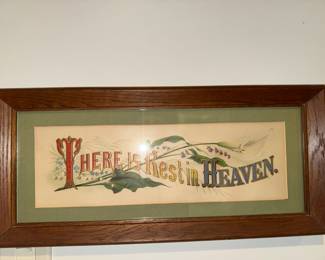 THERE IS Rest in HEAVEN.